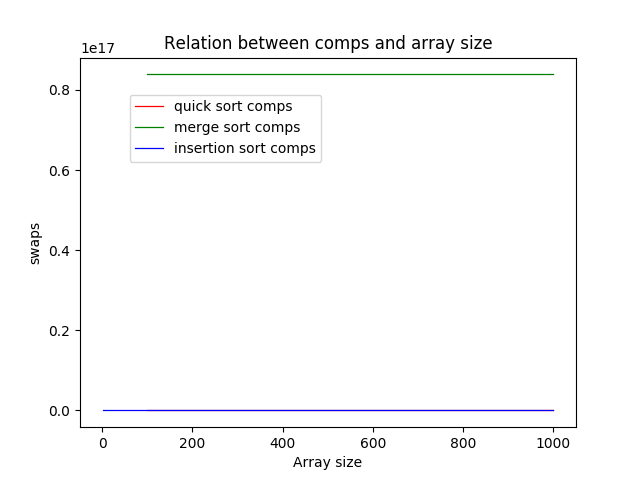 Relation between comps and array size
1e17
0.8
quick sort comps
merge sort comps
insertion sort comps
0.6
0.4
swaps
0.2
0.0
0 200 400 600 800 1000
Array size